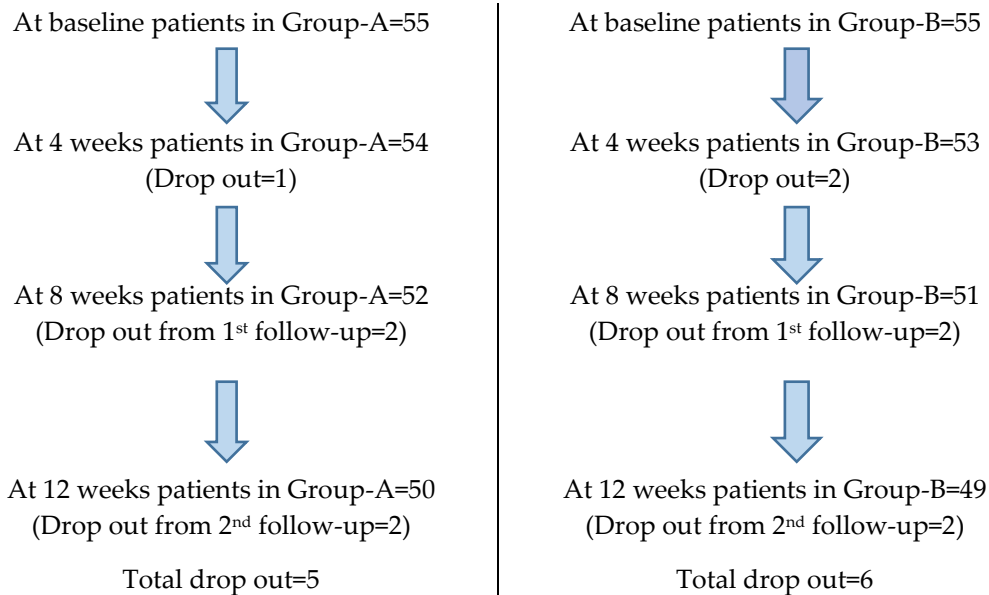 At baseline patients in Group-A=55
At 4 weeks patients in Group-A=54
(Drop out=1)
At 8 weeks patients in Group-A=52
(Drop out from 1st follow-up=2)
At 12 weeks patients in Group-A=50
(Drop out from 2nd follow-up=2)
Total drop out=5
At baseline patients in Group-B=55
At 4 weeks patients in Group-B=53
(Drop out=2)
At 8 weeks patients in Group-B=51
(Drop out from 1st follow-up=2)
At 12 weeks patients in Group-B=49
(Drop out from 2nd follow-up=2)
Total drop out=6